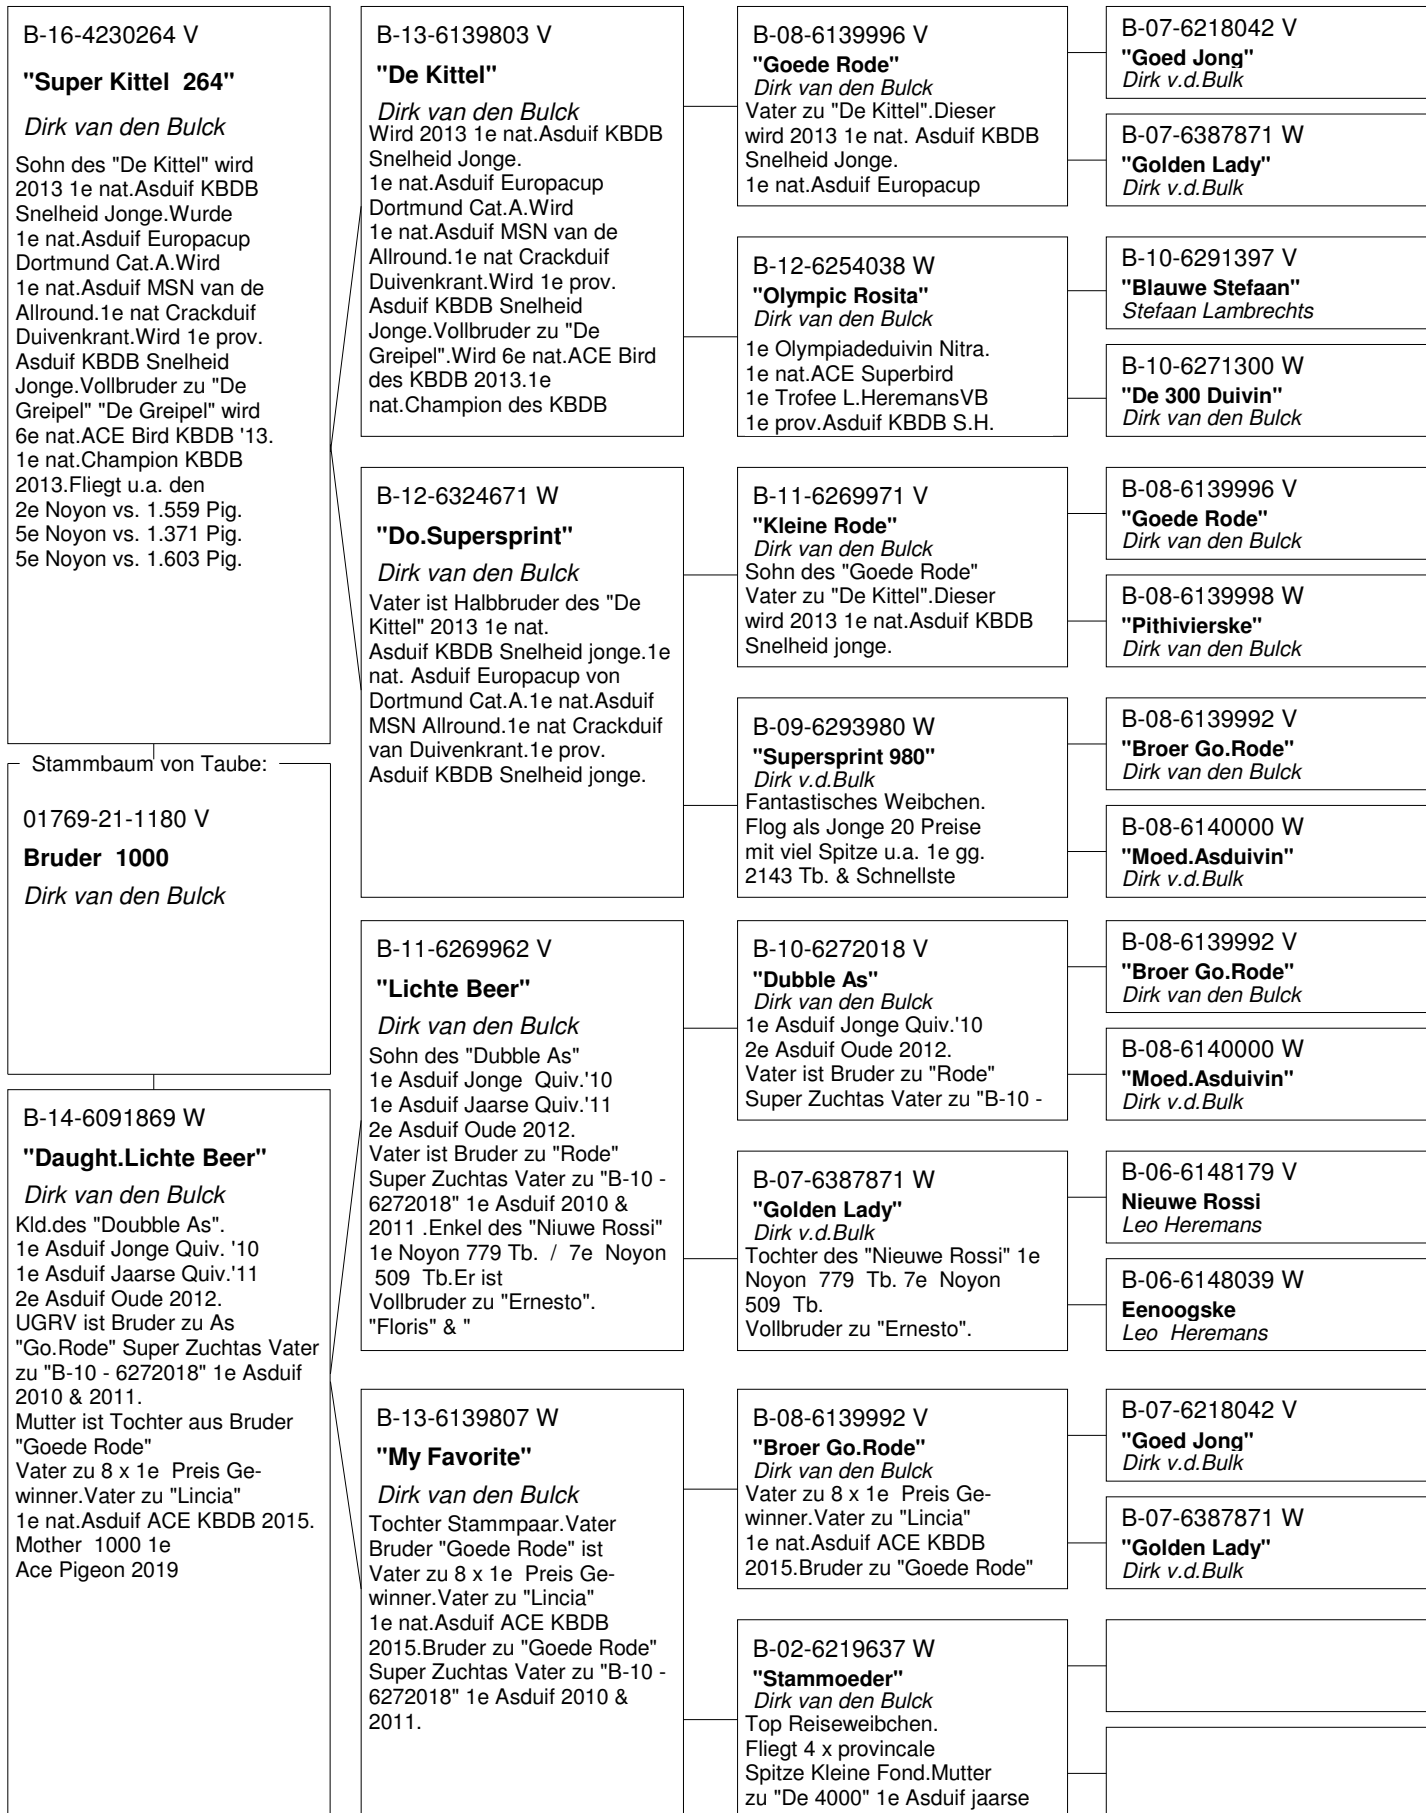 B-16-4230264 V
"Super Kittel  264"
Dirk van den Bulck
Sohn des "De Kittel" wird
2013 1e nat.Asduif KBDB
Snelheid Jonge.Wurde
1e nat.Asduif Europacup
Dortmund Cat.A.Wird
1e nat.Asduif MSN van de
Allround.1e nat Crackduif
Duivenkrant.Wird 1e prov.
Asduif KBDB Snelheid
Jonge.Vollbruder zu "De
Greipel" "De Greipel" wird
6e nat.ACE Bird KBDB '13.
1e nat.Champion KBDB
2013.Fliegt u.a. den
2e Noyon vs. 1.559 Pig.
5e Noyon vs. 1.371 Pig.
5e Noyon vs. 1.603 Pig.
Stammbaum von Taube:
01769-21-1180 V
Bruder  1000
Dirk van den Bulck
B-14-6091869 W
"Daught.Lichte Beer"
Dirk van den Bulck
Kld.des "Doubble As".
1e Asduif Jonge Quiv. '10
1e Asduif Jaarse Quiv.'11
2e Asduif Oude 2012.
UGRV ist Bruder zu As
"Go.Rode" Super Zuchtas Vater
zu "B-10 - 6272018" 1e Asduif
2010 & 2011.
Mutter ist Tochter aus Bruder
"Goede Rode"
Vater zu 8 x 1e  Preis Ge-
winner.Vater zu "Lincia"
1e nat.Asduif ACE KBDB 2015.
Mother  1000 1e
Ace Pigeon 2019
B-13-6139803 V
"De Kittel"
Dirk van den Bulck
Wird 2013 1e nat.Asduif KBDB
Snelheid Jonge.
1e nat.Asduif Europacup
Dortmund Cat.A.Wird
1e nat.Asduif MSN van de
Allround.1e nat Crackduif
Duivenkrant.Wird 1e prov.
Asduif KBDB Snelheid
Jonge.Vollbruder zu "De
Greipel".Wird 6e nat.ACE Bird
des KBDB 2013.1e
nat.Champion des KBDB
B-12-6324671 W
"Do.Supersprint"
Dirk van den Bulck
Vater ist Halbbruder des "De
Kittel" 2013 1e nat.
Asduif KBDB Snelheid jonge.1e
nat. Asduif Europacup von
Dortmund Cat.A.1e nat.Asduif
MSN Allround.1e nat Crackduif
van Duivenkrant.1e prov.
Asduif KBDB Snelheid jonge.
B-11-6269962 V
"Lichte Beer"
Dirk van den Bulck
Sohn des "Dubble As"
1e Asduif Jonge  Quiv.'10
1e Asduif Jaarse Quiv.'11
2e Asduif Oude 2012.
Vater ist Bruder zu "Rode"
Super Zuchtas Vater zu "B-10 -
6272018" 1e Asduif 2010 &
2011 .Enkel des "Niuwe Rossi"
1e Noyon 779 Tb.  /  7e  Noyon
509  Tb.Er ist
Vollbruder zu "Ernesto".
"Floris" & "
B-13-6139807 W
"My Favorite"
Dirk van den Bulck
Tochter Stammpaar.Vater
Bruder "Goede Rode" ist
Vater zu 8 x 1e  Preis Ge-
winner.Vater zu "Lincia"
1e nat.Asduif ACE KBDB
2015.Bruder zu "Goede Rode"
Super Zuchtas Vater zu "B-10 -
6272018" 1e Asduif 2010 &
2011.
B-08-6139996 V
"Goede Rode"
Dirk van den Bulck
Vater zu "De Kittel".Dieser
wird 2013 1e nat. Asduif KBDB
Snelheid Jonge.
1e nat.Asduif Europacup
B-12-6254038 W
"Olympic Rosita"
Dirk van den Bulck
1e Olympiadeduivin Nitra.
1e nat.ACE Superbird
1e Trofee L.HeremansVB
1e prov.Asduif KBDB S.H.
B-11-6269971 V
"Kleine Rode"
Dirk van den Bulck
Sohn des "Goede Rode"
Vater zu "De Kittel".Dieser
wird 2013 1e nat.Asduif KBDB
Snelheid jonge.
B-09-6293980 W
"Supersprint 980"
Dirk v.d.Bulk
Fantastisches Weibchen.
Flog als Jonge 20 Preise
mit viel Spitze u.a. 1e gg.
2143 Tb. & Schnellste
B-10-6272018 V
"Dubble As"
Dirk van den Bulck
1e Asduif Jonge Quiv.'10
2e Asduif Oude 2012.
Vater ist Bruder zu "Rode"
Super Zuchtas Vater zu "B-10 -
B-07-6387871 W
"Golden Lady"
Dirk v.d.Bulk
Tochter des "Nieuwe Rossi" 1e
Noyon  779  Tb. 7e  Noyon
509  Tb.
Vollbruder zu "Ernesto".
B-08-6139992 V
"Broer Go.Rode"
Dirk van den Bulck
Vater zu 8 x 1e  Preis Ge-
winner.Vater zu "Lincia"
1e nat.Asduif ACE KBDB
2015.Bruder zu "Goede Rode"
B-02-6219637 W
"Stammoeder"
Dirk van den Bulck
Top Reiseweibchen.
Fliegt 4 x provincale
Spitze Kleine Fond.Mutter
zu "De 4000" 1e Asduif jaarse
B-07-6218042 V
"Goed Jong"
Dirk v.d.Bulk
B-07-6387871 W
"Golden Lady"
Dirk v.d.Bulk
B-10-6291397 V
"Blauwe Stefaan"
Stefaan Lambrechts
B-10-6271300 W
"De 300 Duivin"
Dirk van den Bulck
B-08-6139996 V
"Goede Rode"
Dirk van den Bulck
B-08-6139998 W
"Pithivierske"
Dirk van den Bulck
B-08-6139992 V
"Broer Go.Rode"
Dirk van den Bulck
B-08-6140000 W
"Moed.Asduivin"
Dirk v.d.Bulk
B-08-6139992 V
"Broer Go.Rode"
Dirk van den Bulck
B-08-6140000 W
"Moed.Asduivin"
Dirk v.d.Bulk
B-06-6148179 V
Nieuwe Rossi
Leo Heremans
B-06-6148039 W
Eenoogske
Leo  Heremans
B-07-6218042 V
"Goed Jong"
Dirk v.d.Bulk
B-07-6387871 W
"Golden Lady"
Dirk v.d.Bulk